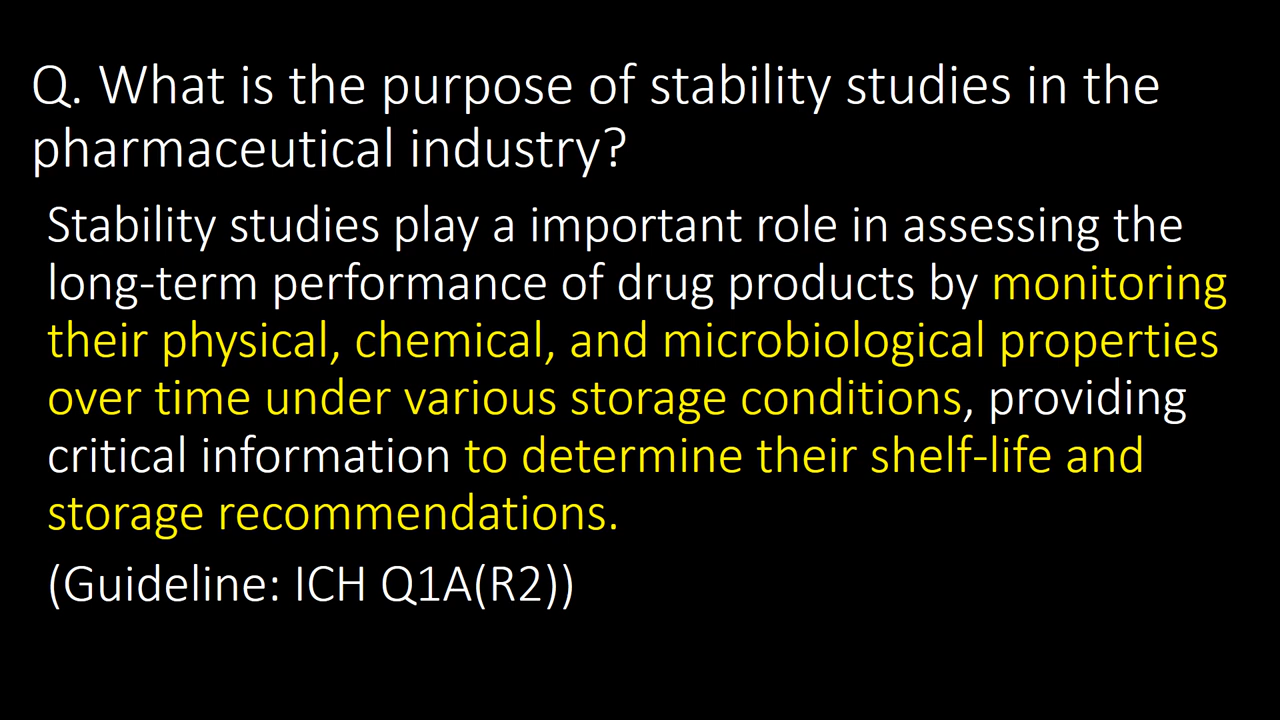 Q. What is the purpose of stability studies in the
pharmaceutical industry?
Stability studies play a important role in assessing the
long-term performance of drug products by monitoring
their physical, chemical, and microbiological properties
over time under various storage conditions, providing
critical information to determine their shelf-life and
storage recommendations.
(Guideline: ICH Q1A(R2))